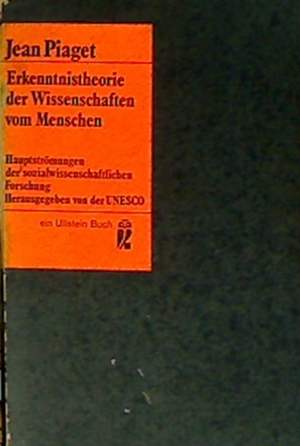 Jean Piaget
Erkenntnistheorie
der Wissenschaften
vom Menschen
Hauptströmungen
der sozialwissenschaftlichen
Forschung
Herausgegeben von der UNESCO
ein Ullstein Buch